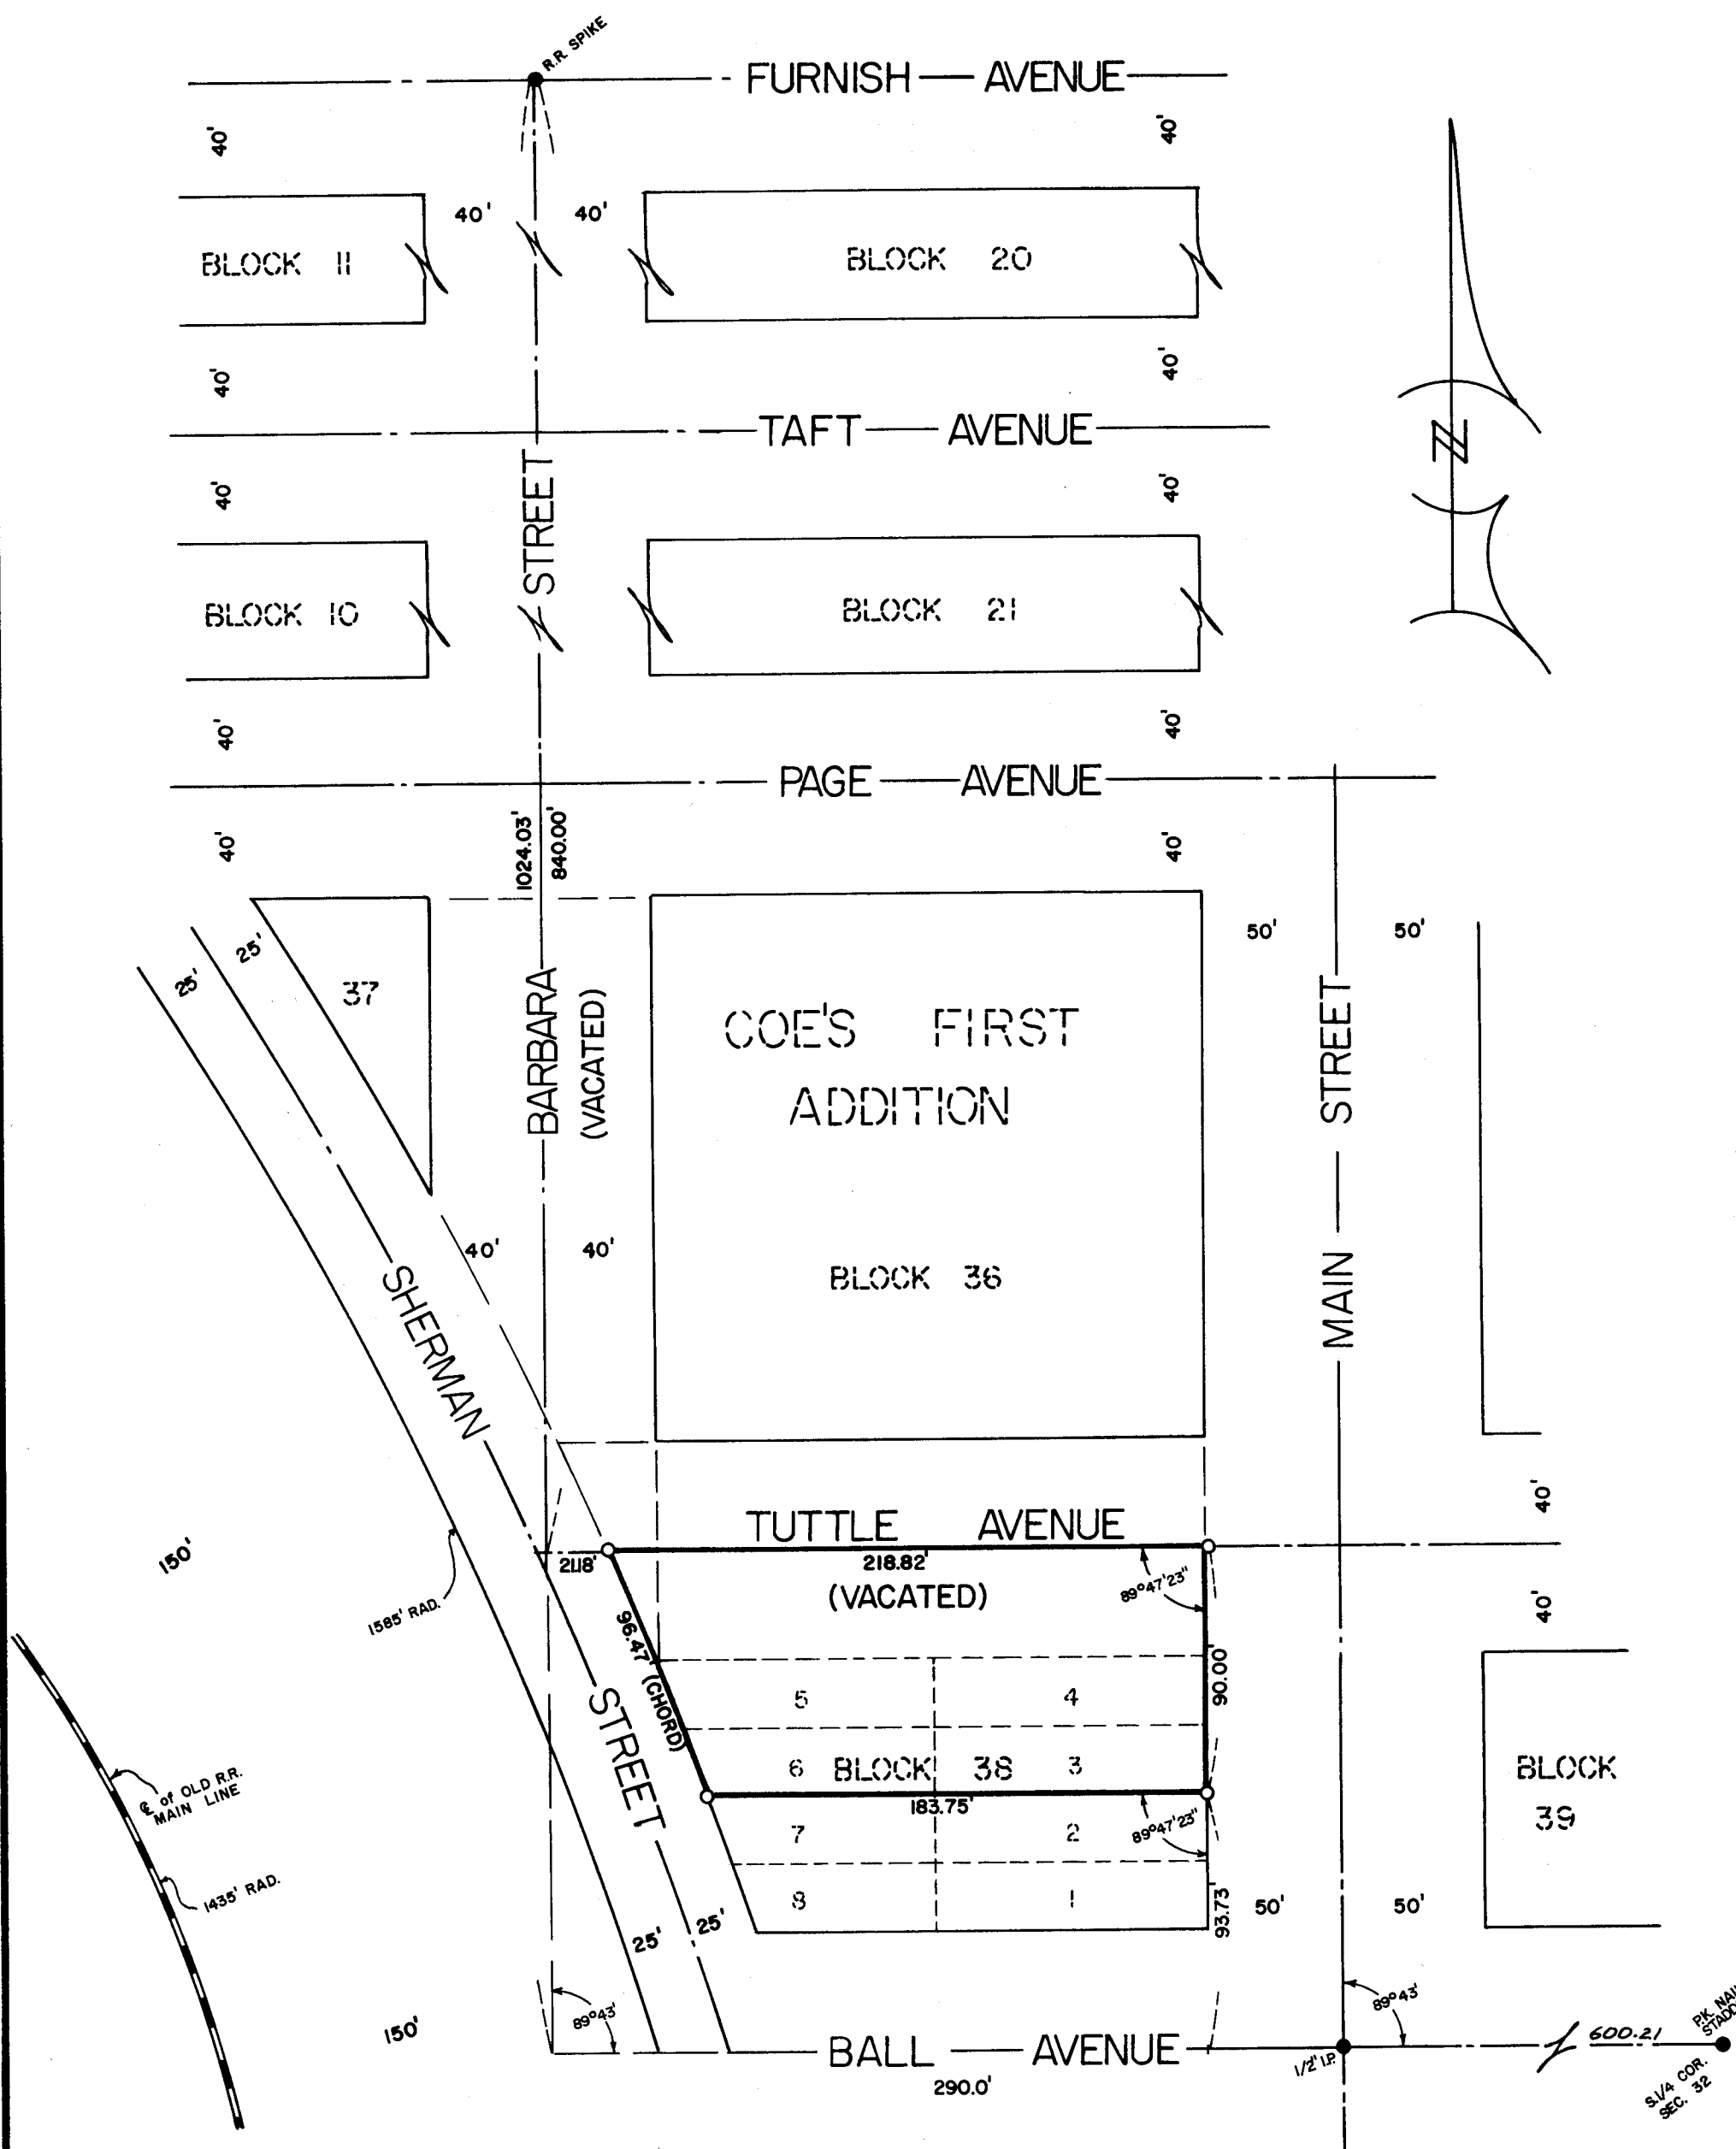 R.R. SPIKE
FURNISH AVENUE
40'
40'
40'
40'
BLOCK 11
BLOCK 20
40'
40'
TAFT AVENUE
40'
40'
STREET
BLOCK 10
BLOCK 21
40'
40'
PAGE AVENUE
1024.03'
840.00'
40'
40'
25'
25'
37
50'
50'
BARBARA
(VACATED)
COE'S FIRST
ADDITION
STREET
40'
40'
BLOCK 36
MAIN
SHERMAN
40'
TUTTLE AVENUE
21.18'
218.82'
(VACATED)
89°47'23"
150'
1585' RAD.
40'
96.47' (CHORD)
90.00
5
4
STREET
6
BLOCK 38
3
BLOCK
39
℄ of OLD R.R.
MAIN LINE
183.75'
7
2
89°47'23"
1435' RAD.
8
1
93.73
50'
50'
25'
25'
89°43'
89°43'
150'
BALL AVENUE
290.0'
1/2" I.P.
600.21
P.K. NAIL
S.1/4 COR.
SEC. 32